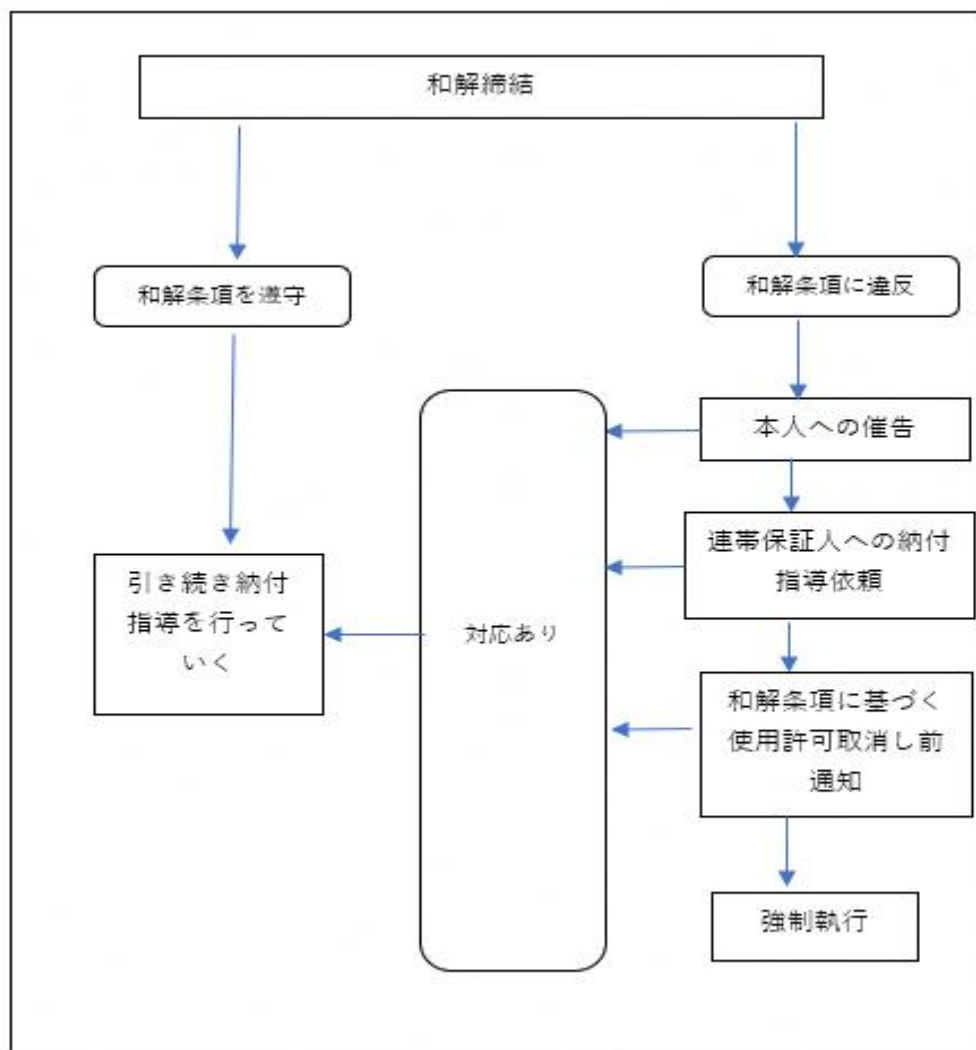 和解締結
和解条項を遵守
和解条項に違反
本人への催告
連帯保証人への納付
指導依頼
引き続き納付
指導を行って
いく
対応あり
和解条項に基づく
使用許可取消し前
通知
強制執行